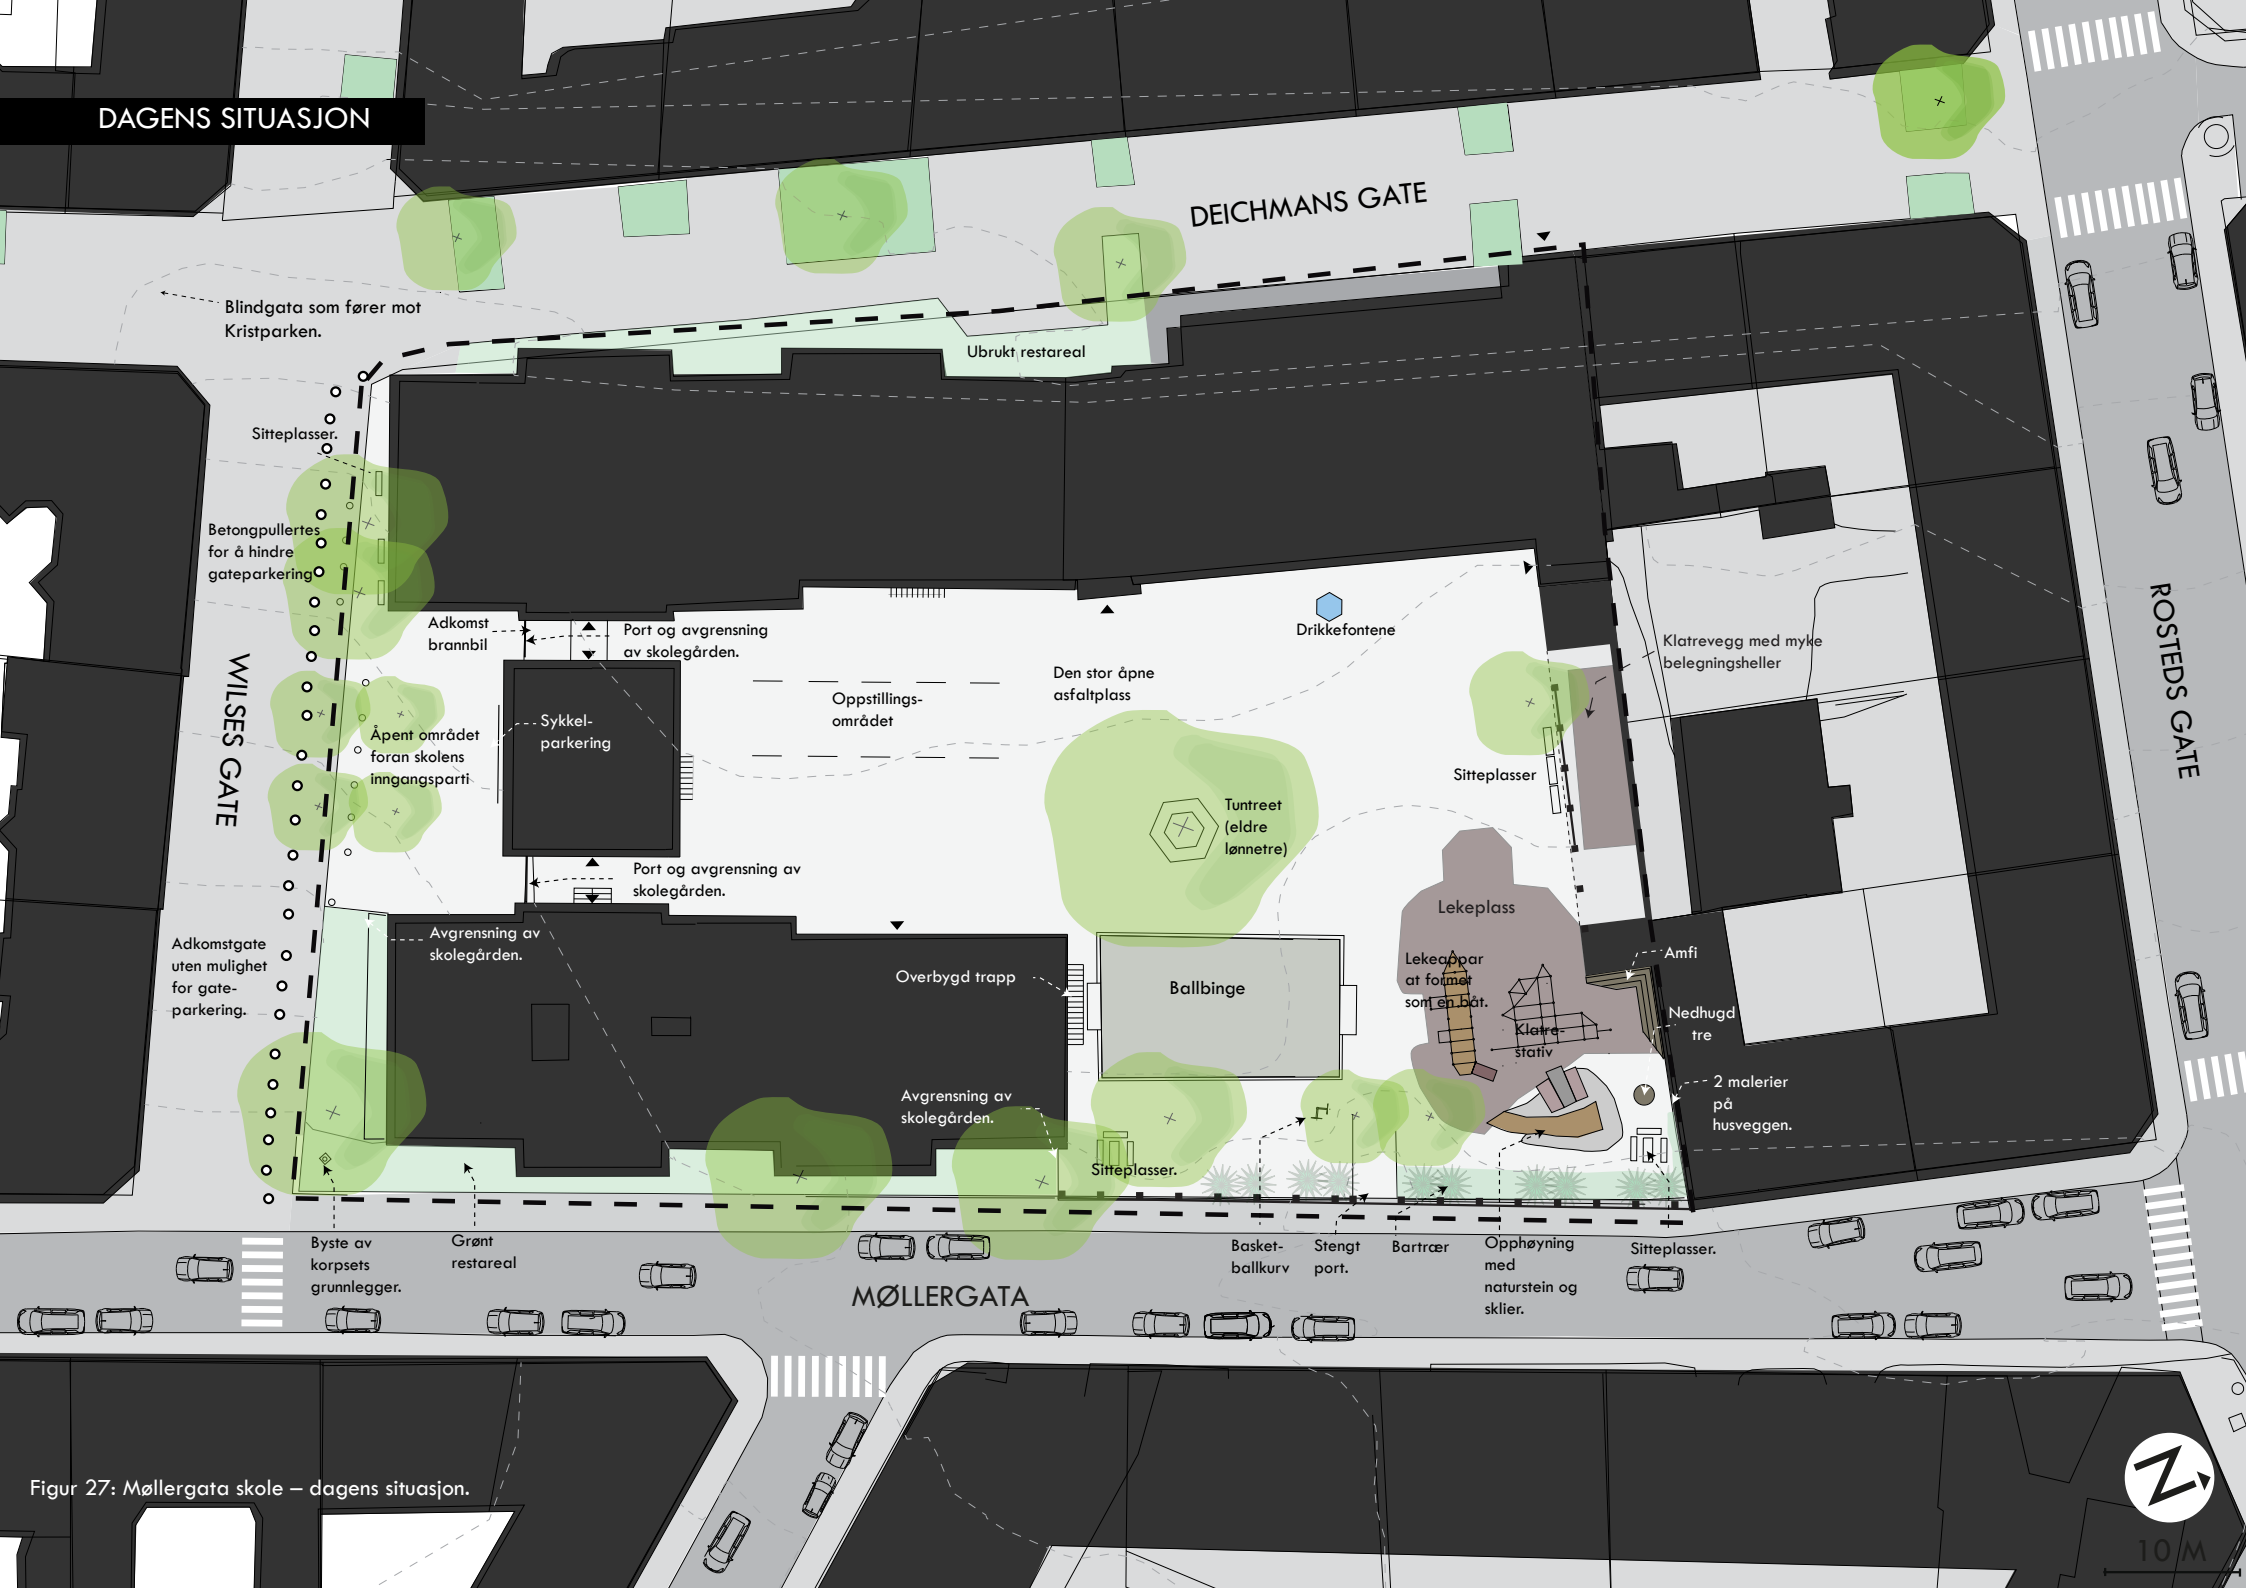 DAGENS SITUASJON
DEICHMANS GATE
Blindgata som fører mot
Kristparken.
Ubrukt restareal
Sitteplasser.
Betongpullertes
for å hindre
gateparkering
Adkomst
brannbil
Port og avgrensning
av skolegården.
Drikkefontene
Klatrevegg med myke
belegningsheller
ROSTEDS GATE
WILSES GATE
Den stor åpne
asfaltplass
Oppstillings-
området
Sykkel-
parkering
Åpent området
foran skolens
inngangsparti
Sitteplasser
Tuntreet
(eldre
lønnetre)
Port og avgrensning av
skolegården.
Lekeplass
Avgrensning av
skolegården.
Adkomstgate
uten mulighet
for gate-
parkering.
Overbygd trapp
Ballbinge
Lekeappar
at formet
som en båt.
Amfi
Nedhugd
tre
Klatre-
stativ
2 malerier
på
husveggen.
Avgrensning av
skolegården.
Sitteplasser.
Byste av
korpsets
grunnlegger.
Grønt
restareal
Basket-
ballkurv
Stengt
port.
Bartrær
Opphøyning
med
naturstein og
sklier.
Sitteplasser.
MØLLERGATA
Figur 27: Møllergata skole – dagens situasjon.
N
10 M